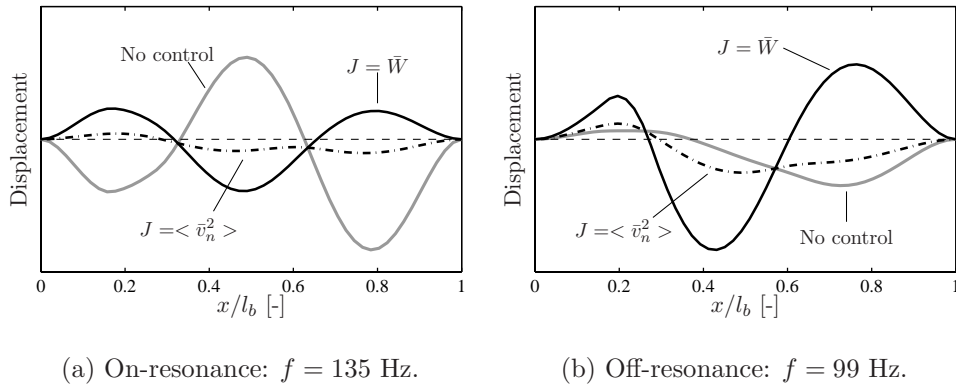 No control
J = W̄
J =< v̄²ₙ >
Displacement
0 0.2 0.4 0.6 0.8 1
x/l_b [-]
(a) On-resonance: f = 135 Hz.
J = W̄
J =< v̄²ₙ >
No control
Displacement
0 0.2 0.4 0.6 0.8 1
x/l_b [-]
(b) Off-resonance: f = 99 Hz.